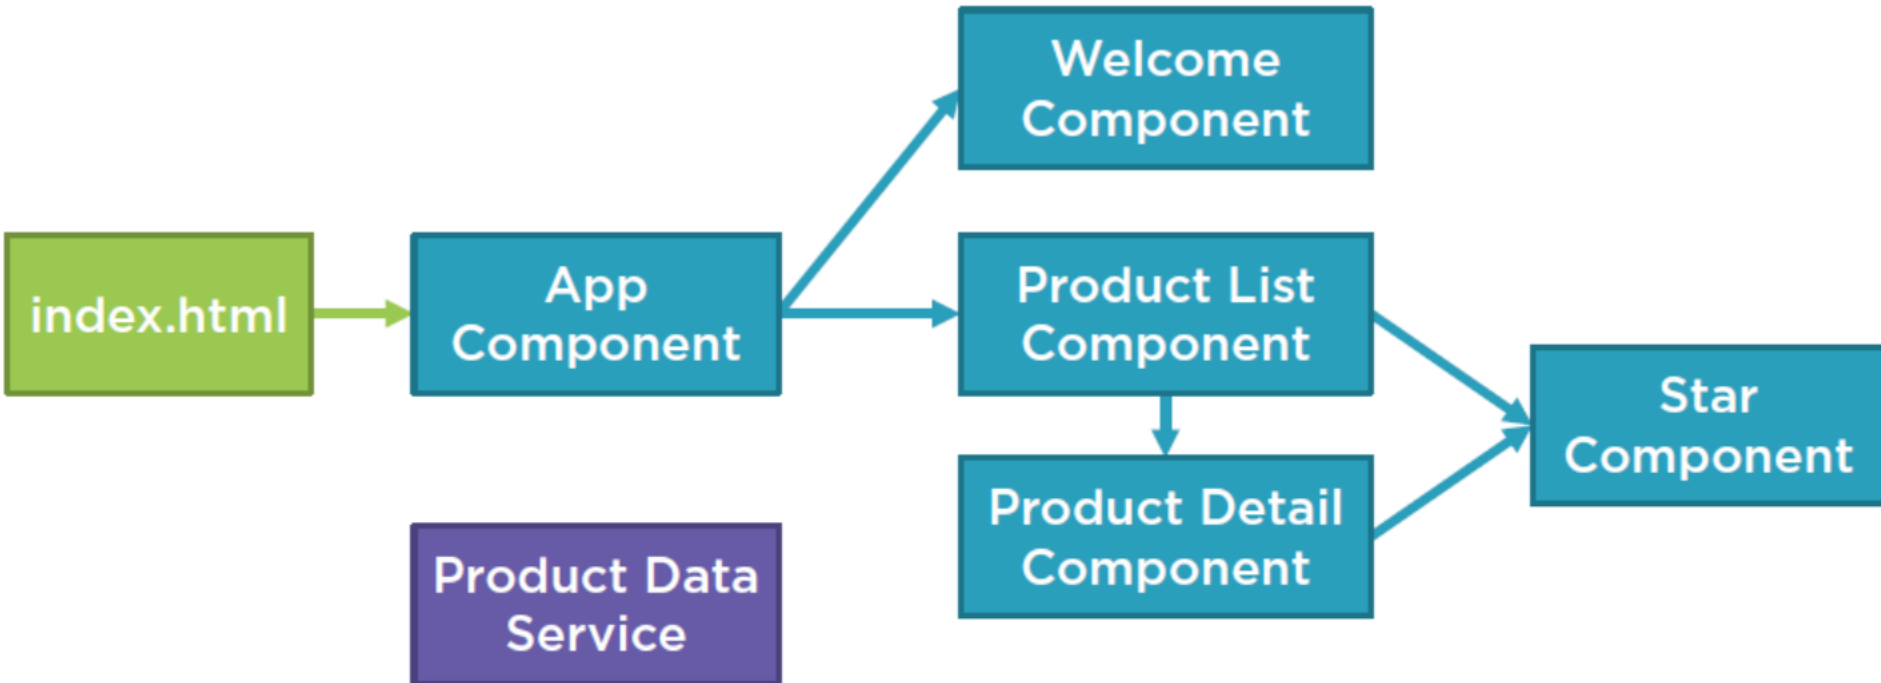 Welcome
Component
index.html
App
Component
Product List
Component
Star
Component
Product Detail
Component
Product Data
Service